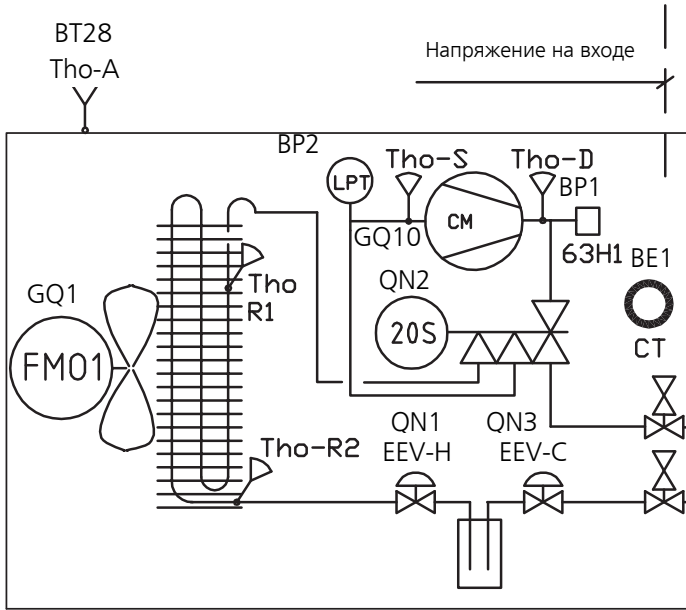 BT28
Tho-A
Напряжение на входе
BP2
LPT
Tho-S
Tho-D
BP1
CM
GQ10
63H1
BE1
Tho
R1
GQ1
QN2
FM01
20S
CT
Tho-R2
QN1
EEV-H
QN3
EEV-C